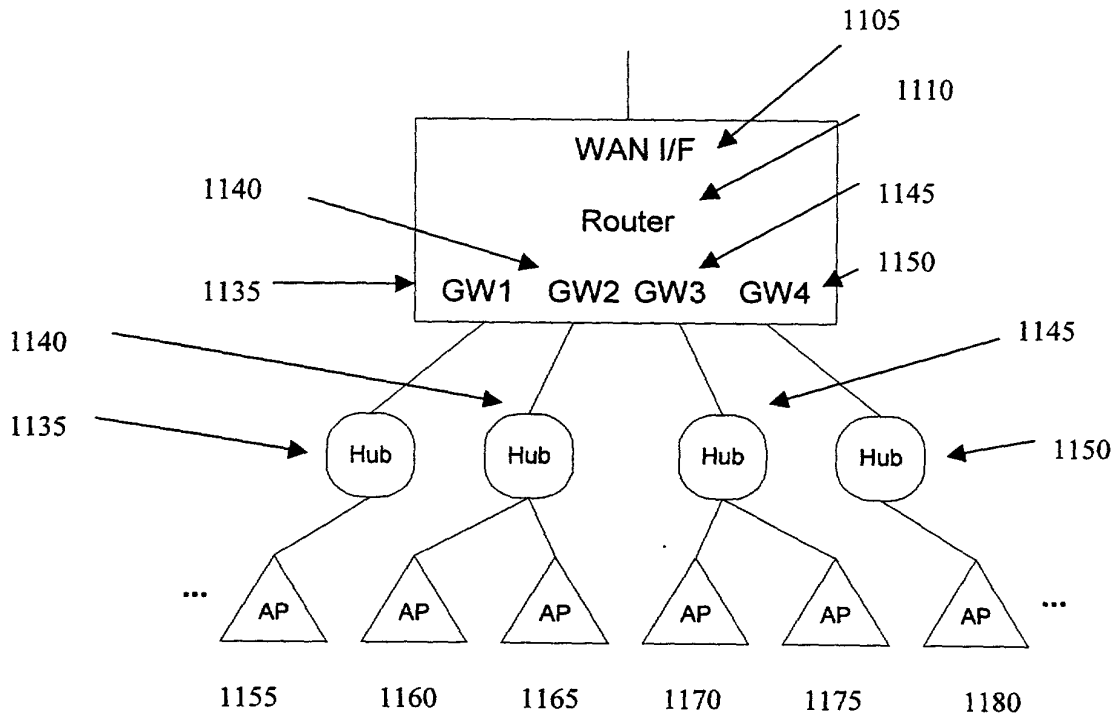 1105
1110
WAN I/F
1140
1145
Router
1150
1135
GW1 GW2 GW3 GW4
1140
1145
1135
Hub Hub Hub Hub
1150
... AP AP AP AP AP AP ...
1155 1160 1165 1170 1175 1180